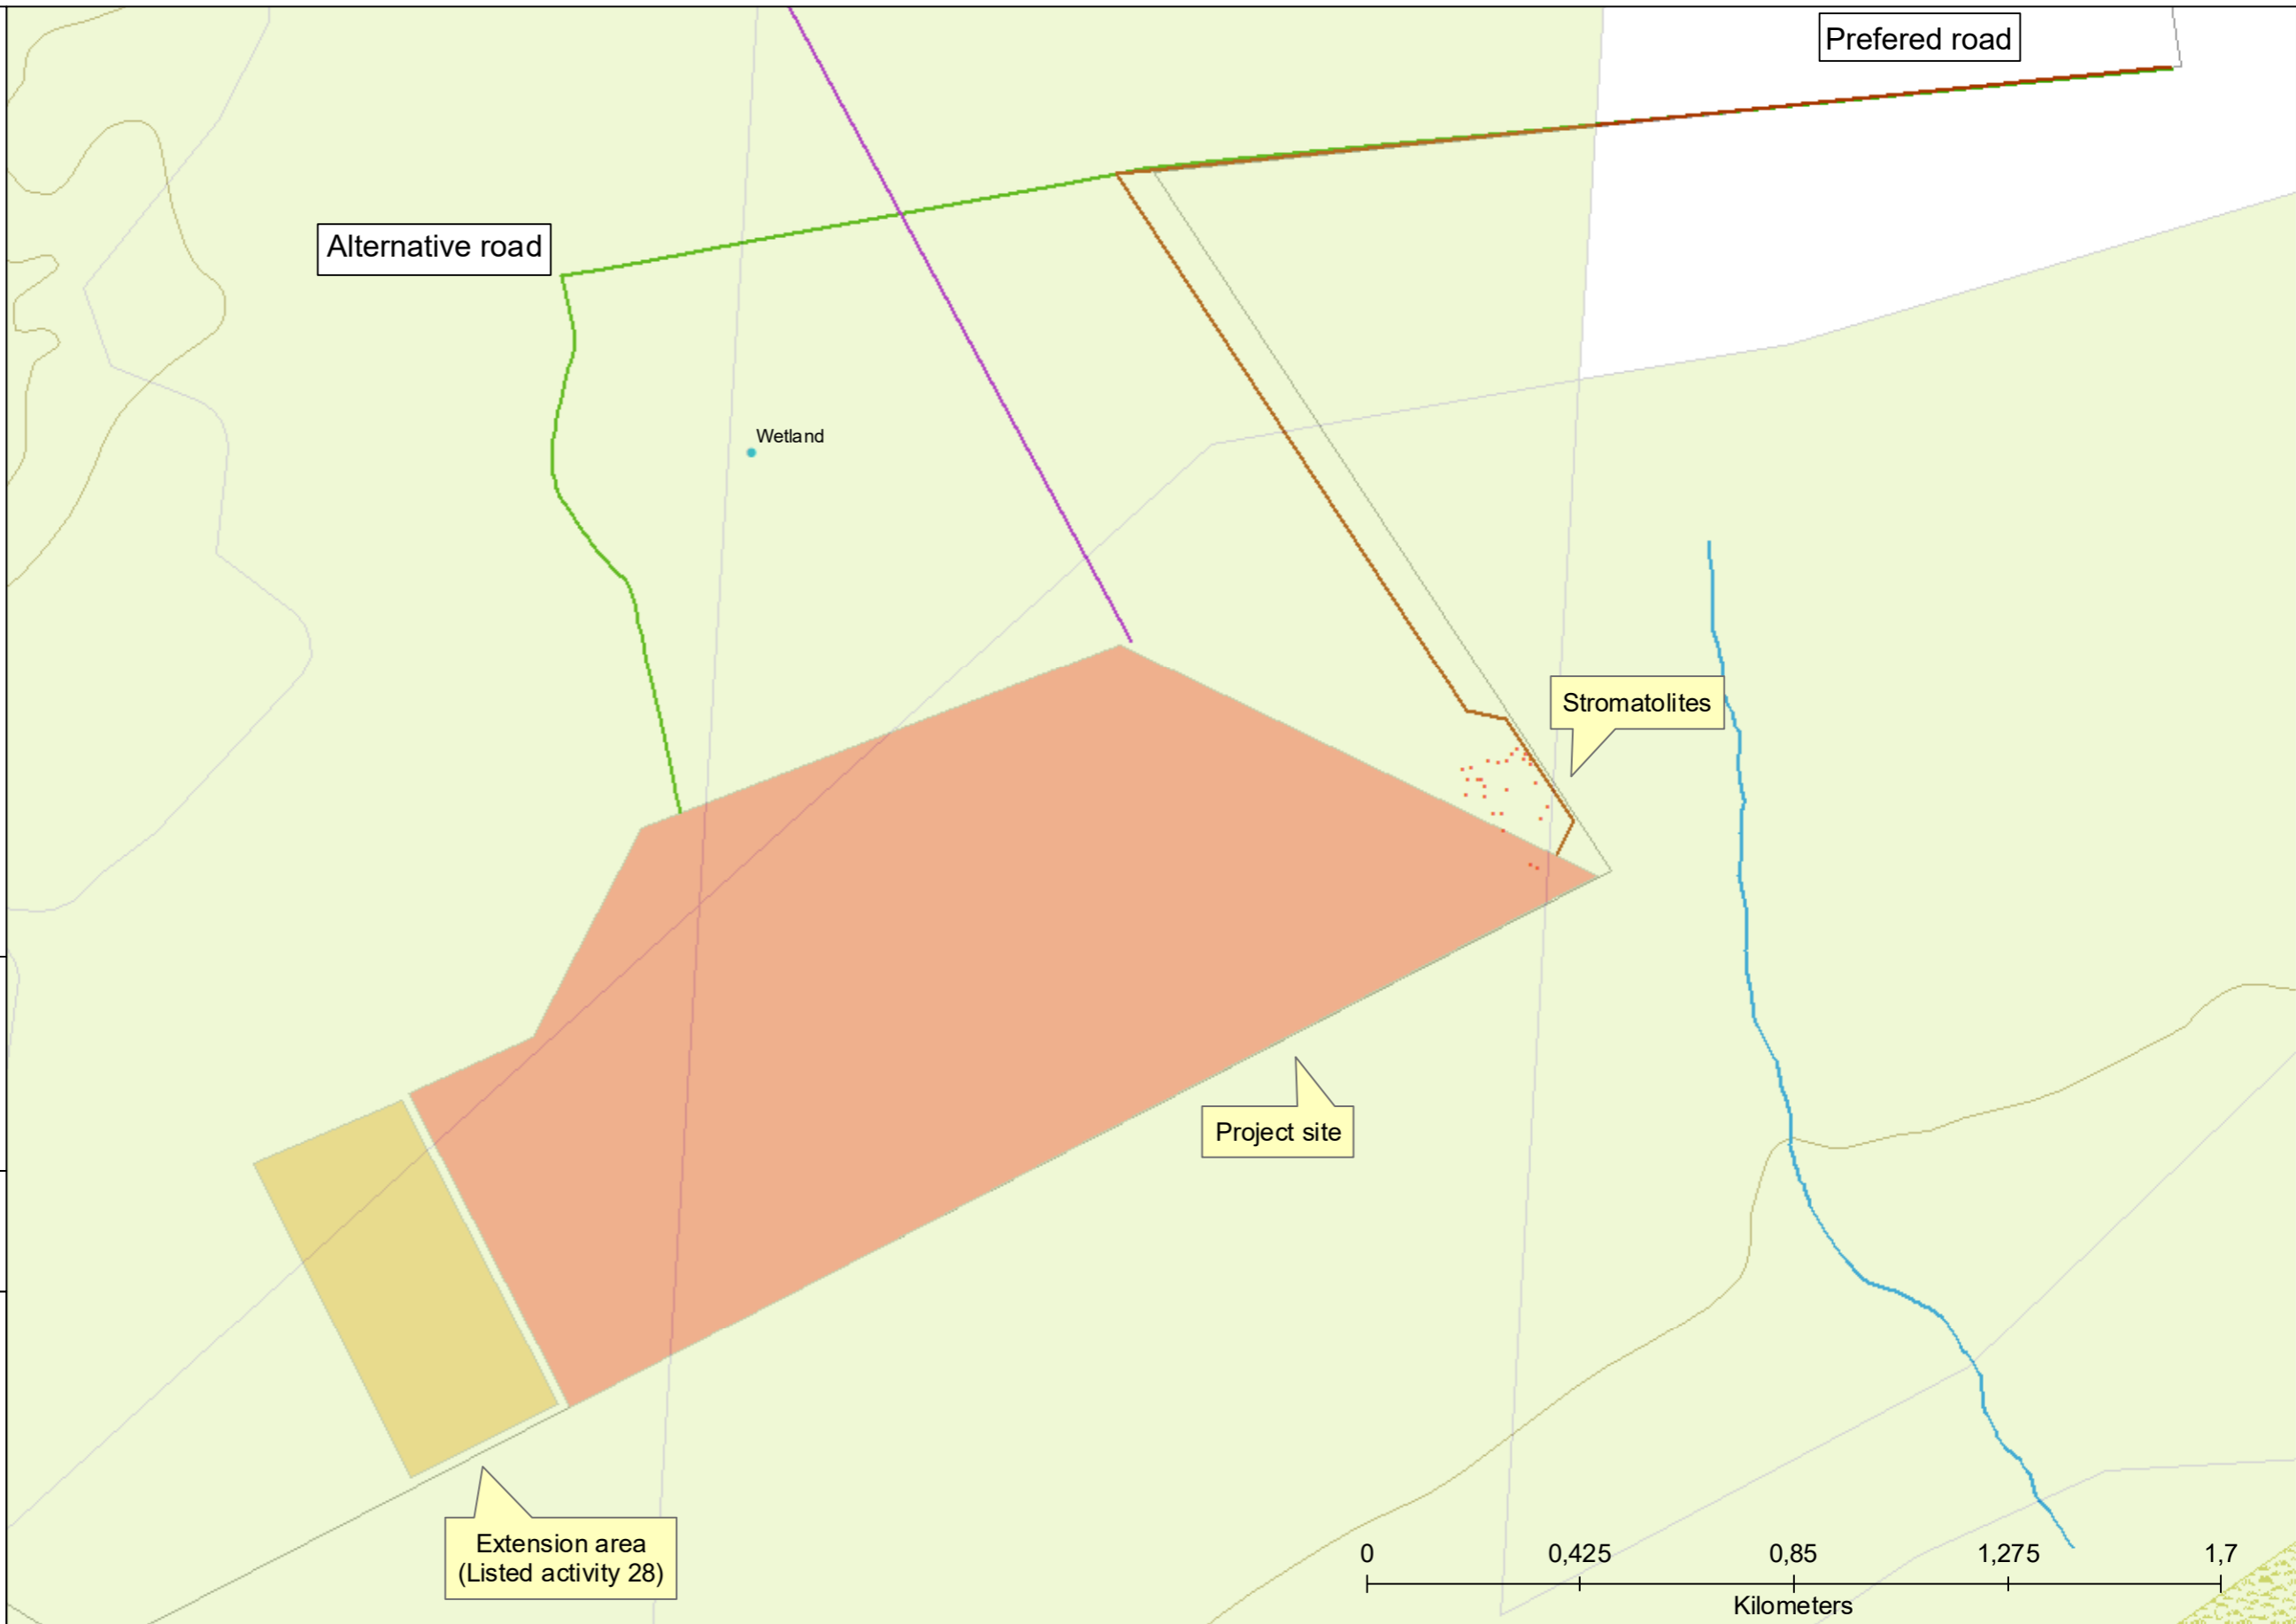 Prefered road
Alternative road
Wetland
Stromatolites
Project site
Extension area
(Listed activity 28)
0 0,425 0,85 1,275 1,7
Kilometers